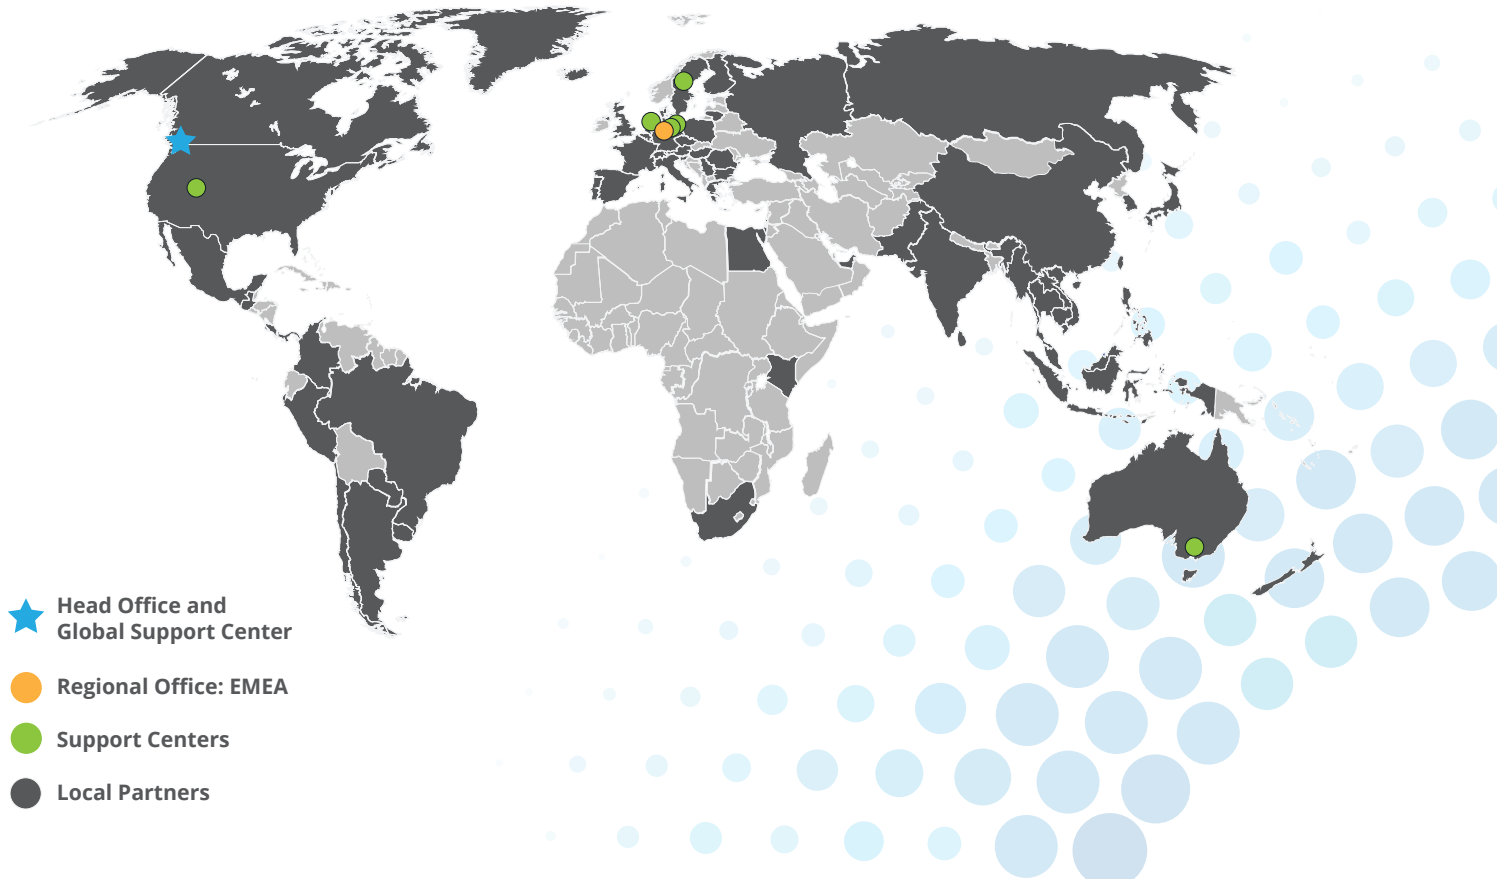 Head Office and
Global Support Center
Regional Office: EMEA
Support Centers
Local Partners